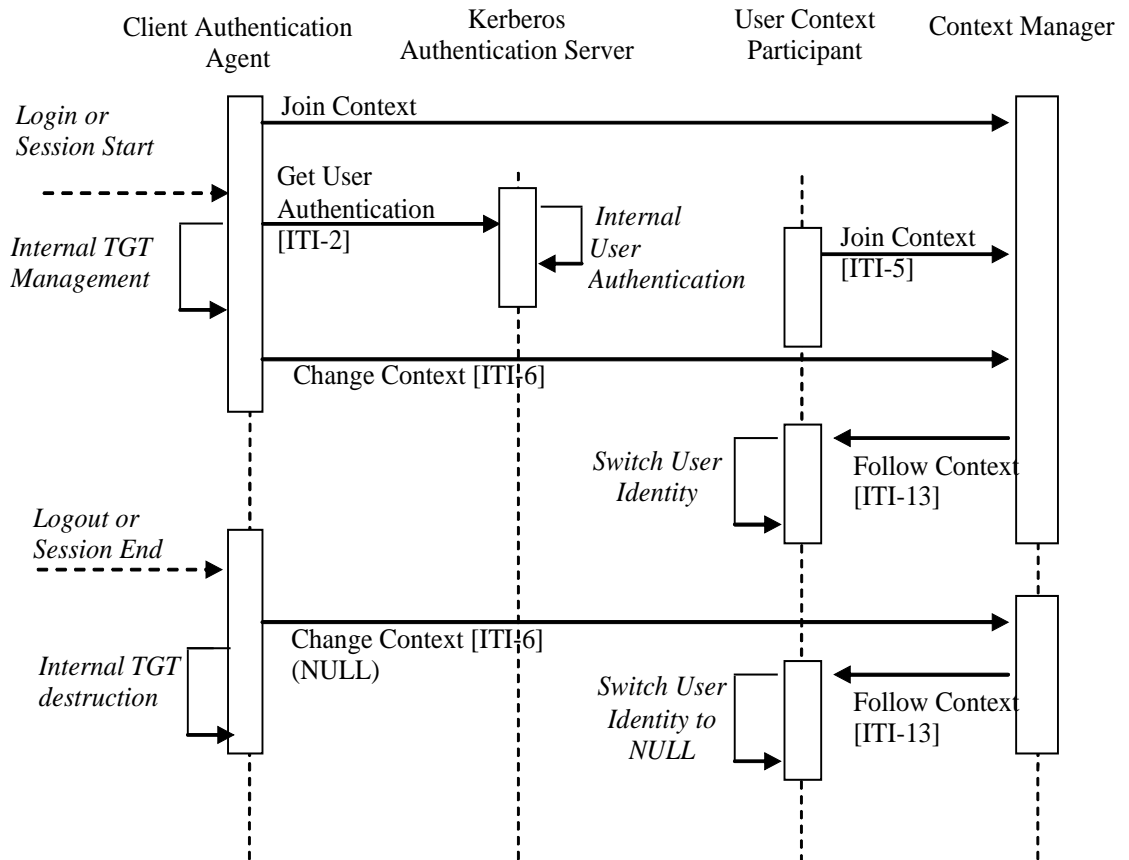 Client Authentication
Agent
Kerberos
Authentication Server
User Context
Participant
Context Manager
Login or
Session Start
Join Context
Get User
Authentication
[ITI-2]
Internal
User
Authentication
Join Context
[ITI-5]
Internal TGT
Management
Change Context [ITI-6]
Switch User
Identity
Follow Context
[ITI-13]
Logout or
Session End
Change Context [ITI-6]
(NULL)
Internal TGT
destruction
Switch User
Identity to
NULL
Follow Context
[ITI-13]